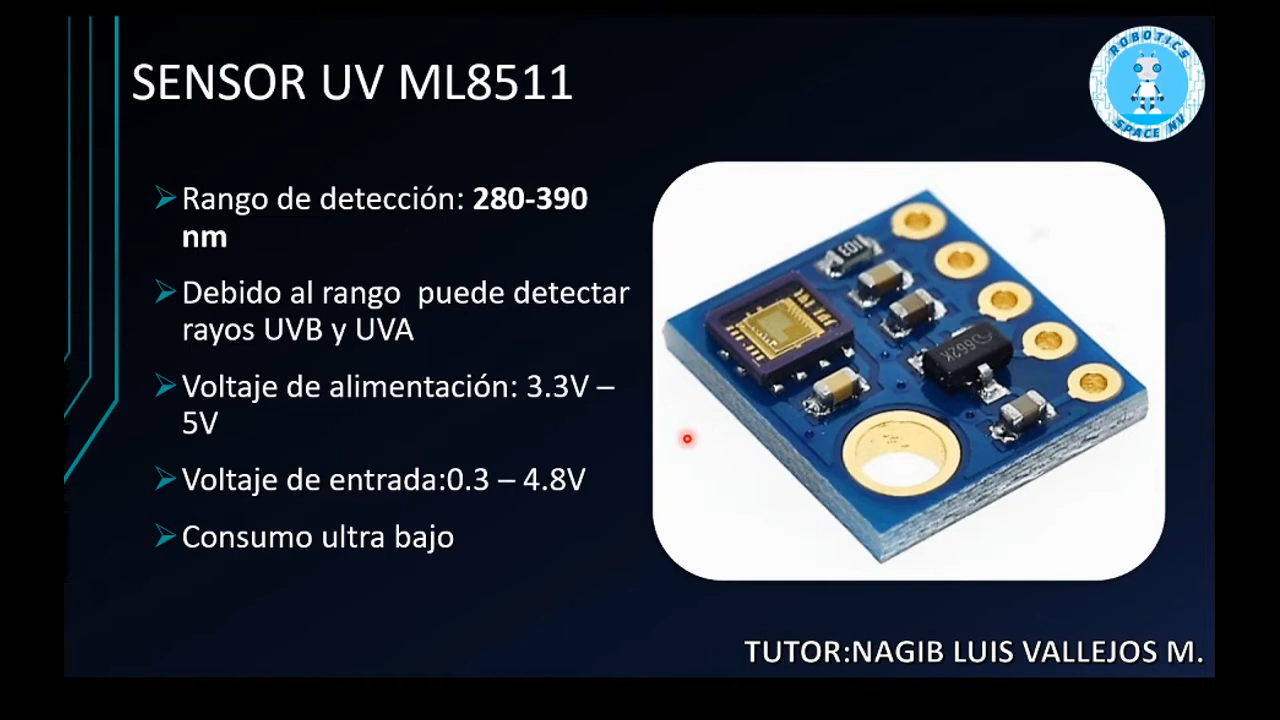 SENSOR UV ML8511
ROBOTICS
SPACE NV
Rango de detección: 280-390
nm
Debido al rango puede detectar
rayos UVB y UVA
Voltaje de alimentación: 3.3V –
5V
Voltaje de entrada:0.3 – 4.8V
Consumo ultra bajo
103
662K
TUTOR:NAGIB LUIS VALLEJOS M.